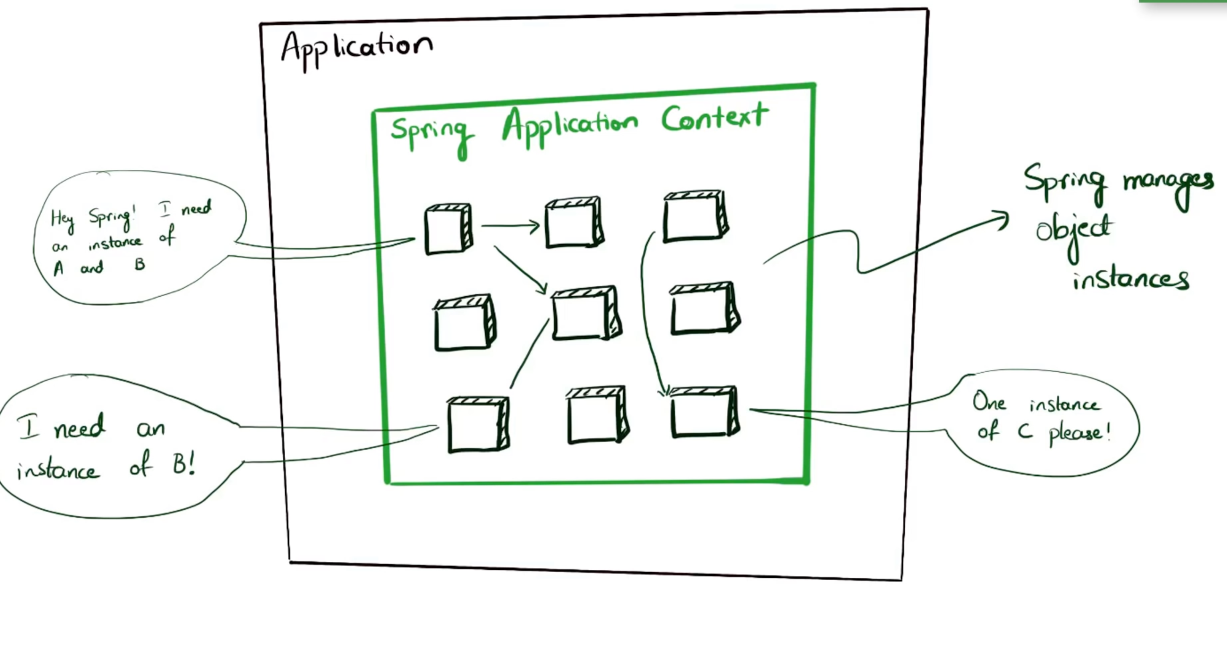 Application
Spring Application Context
Hey Spring! I need
an instance of
A and B
Spring manages
object
instances
I need an
instance of B!
One instance
of C please!